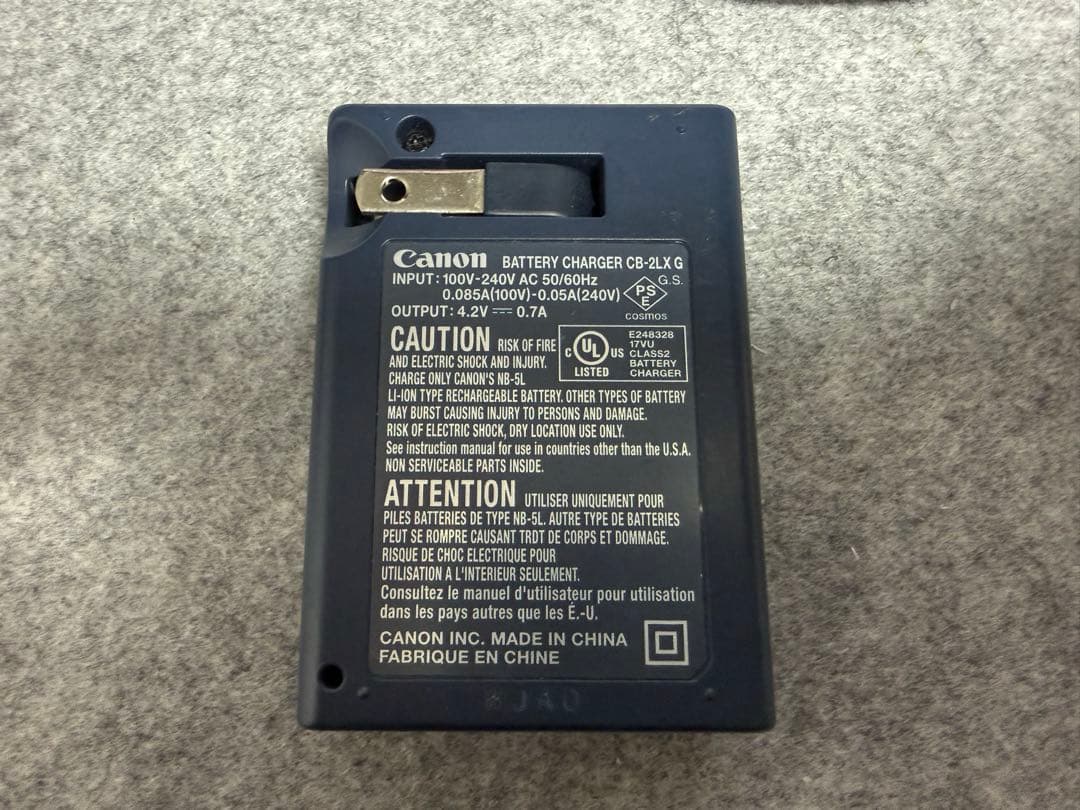 Canon BATTERY CHARGER CB-2LX G
INPUT: 100V-240V AC 50/60Hz
0.085A(100V)-0.05A(240V)
OUTPUT: 4.2V ⎓ 0.7A
PS
E
G.S.
cosmos
CAUTION RISK OF FIRE
AND ELECTRIC SHOCK AND INJURY.
CHARGE ONLY CANON'S NB-5L
LI-ION TYPE RECHARGEABLE BATTERY. OTHER TYPES OF BATTERY
MAY BURST CAUSING INJURY TO PERSONS AND DAMAGE.
RISK OF ELECTRIC SHOCK, DRY LOCATION USE ONLY.
See instruction manual for use in countries other than the U.S.A.
NON SERVICEABLE PARTS INSIDE.
c UL US
LISTED
E248328
17VU
CLASS2
BATTERY
CHARGER
ATTENTION UTILISER UNIQUEMENT POUR
PILES BATTERIES DE TYPE NB-5L. AUTRE TYPE DE BATTERIES
PEUT SE ROMPRE CAUSANT TRDT DE CORPS ET DOMMAGE.
RISQUE DE CHOC ELECTRIQUE POUR
UTILISATION A L'INTERIEUR SEULEMENT.
Consultez le manuel d'utilisateur pour utilisation
dans les pays autres que les É.-U.
CANON INC. MADE IN CHINA
FABRIQUE EN CHINE